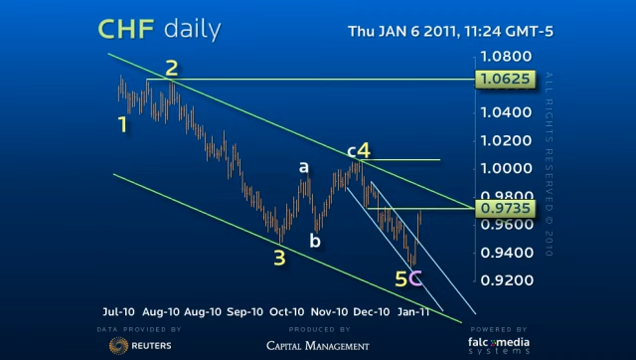 CHF daily
Thu JAN 6 2011, 11:24 GMT-5
1.0800
1.0625
1.0400
1.0200
1.0000
0.9800
0.9735
0.9600
0.9400
0.9200
2
1
c4
a
b
3
5C
Jul-10 Aug-10 Aug-10 Sep-10 Oct-10 Nov-10 Dec-10 Jan-11
ALL RIGHTS RESERVED © 2010
DATA PROVIDED BY
REUTERS
PRODUCED BY
CAPITAL MANAGEMENT
POWERED BY
falc media
systems